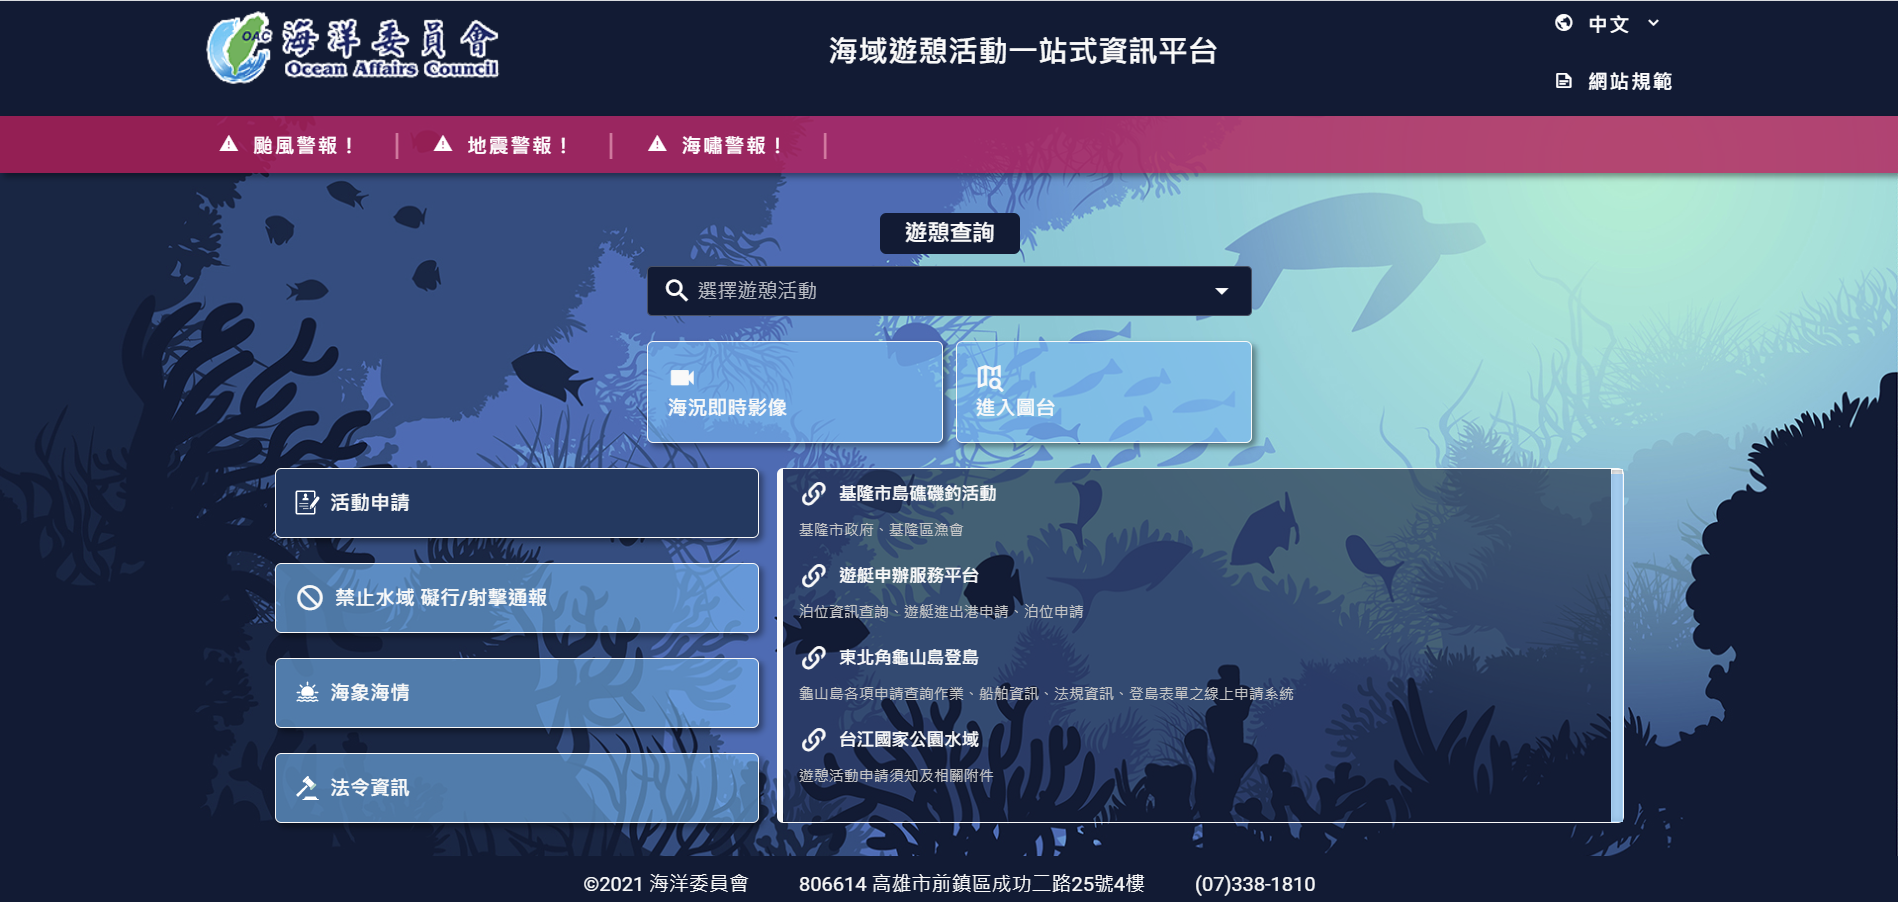 OAC 海洋委員會
Ocean Affairs Council
海域遊憩活動一站式資訊平台
中文
網站規範
颱風警報！
地震警報！
海嘯警報！
遊憩查詢
選擇遊憩活動
海況即時影像
進入圖台
活動申請
禁止水域 礙行/射擊通報
海象海情
法令資訊
基隆市島礁磯釣活動
基隆市政府、基隆區漁會
遊艇申辦服務平台
泊位資訊查詢、遊艇進出港申請、泊位申請
東北角龜山島登島
龜山島各項申請查詢作業、船舶資訊、法規資訊、登島表單之線上申請系統
台江國家公園水域
遊憩活動申請須知及相關附件
©2021 海洋委員會
806614 高雄市前鎮區成功二路25號4樓
(07)338-1810